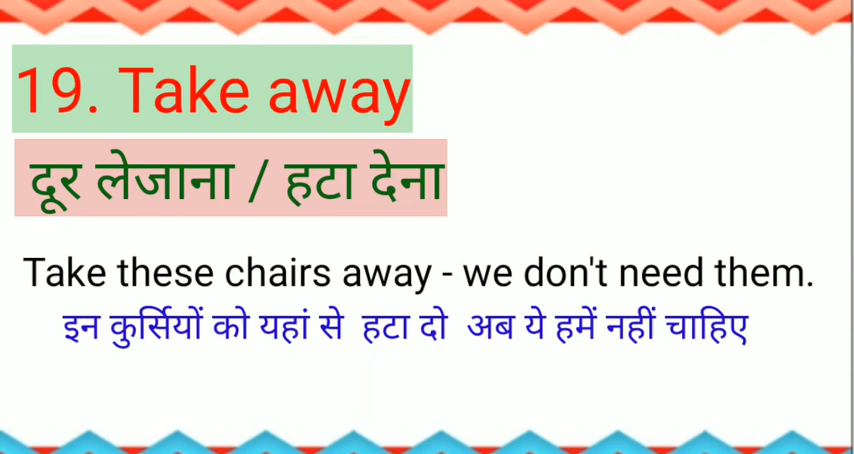 19. Take away
दूर लेजाना / हटा देना
Take these chairs away - we don't need them.
इन कुर्सियों को यहां से हटा दो अब ये हमें नहीं चाहिए